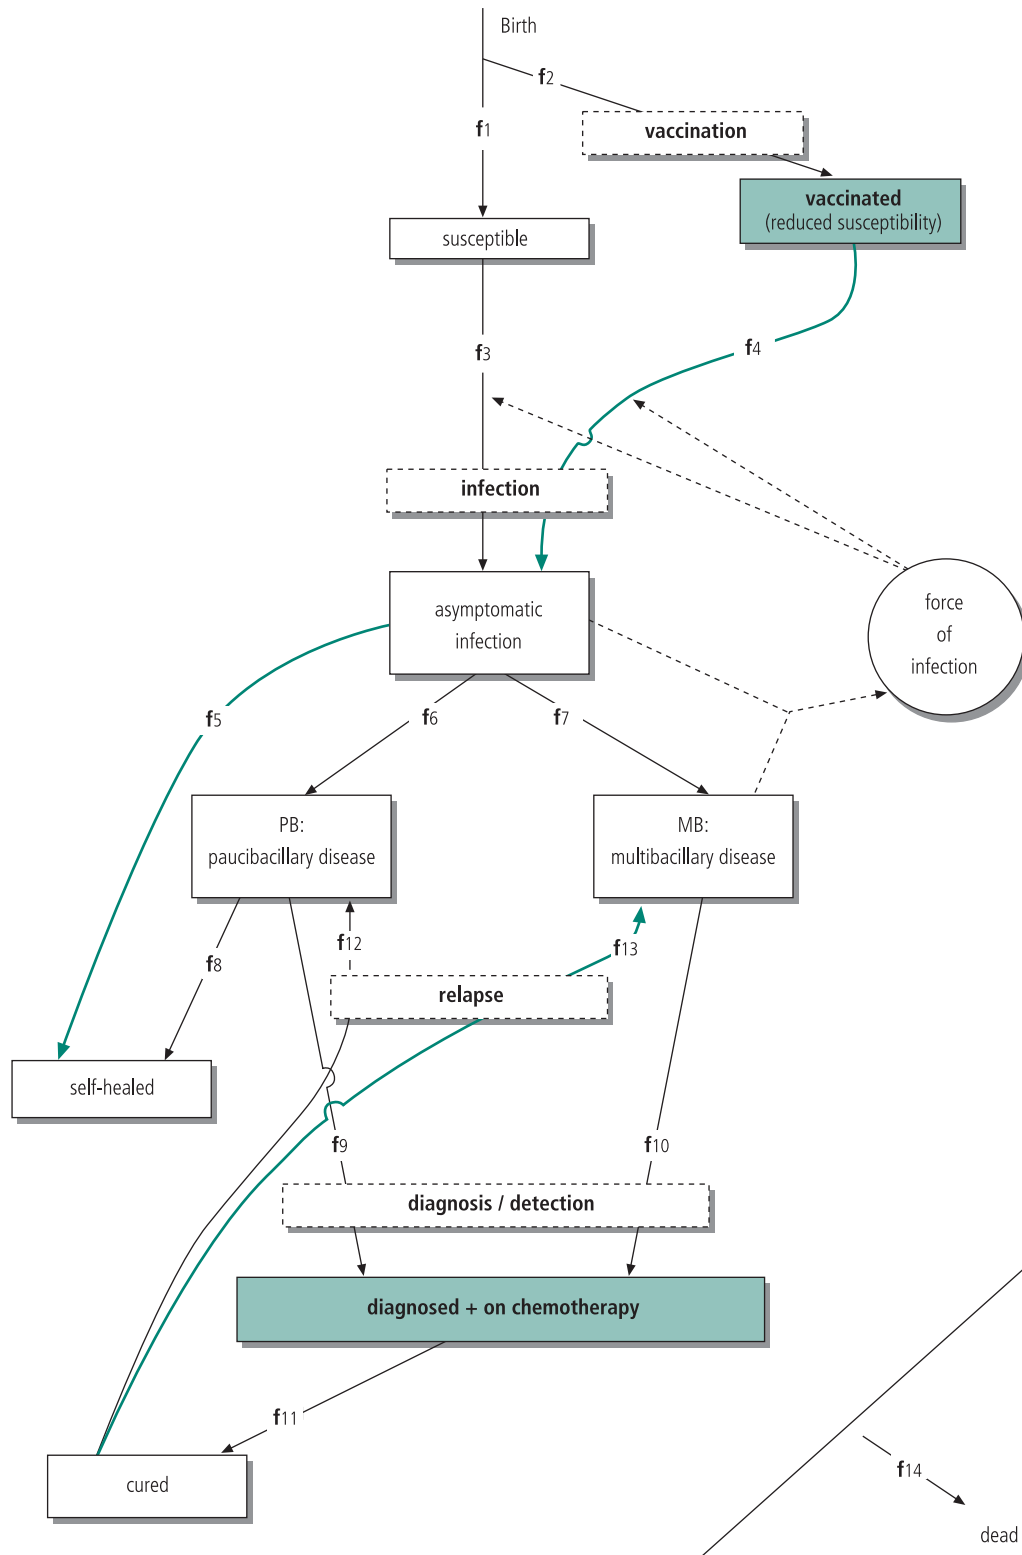 Birth
f2
vaccination
f1
vaccinated
(reduced susceptibility)
susceptible
f3
f4
infection
asymptomatic
infection
force
of
infection
f5
f6
f7
PB:
paucibacillary disease
MB:
multibacillary disease
f12
f13
f8
relapse
self-healed
f9
f10
diagnosis / detection
diagnosed + on chemotherapy
f11
cured
f14
dead